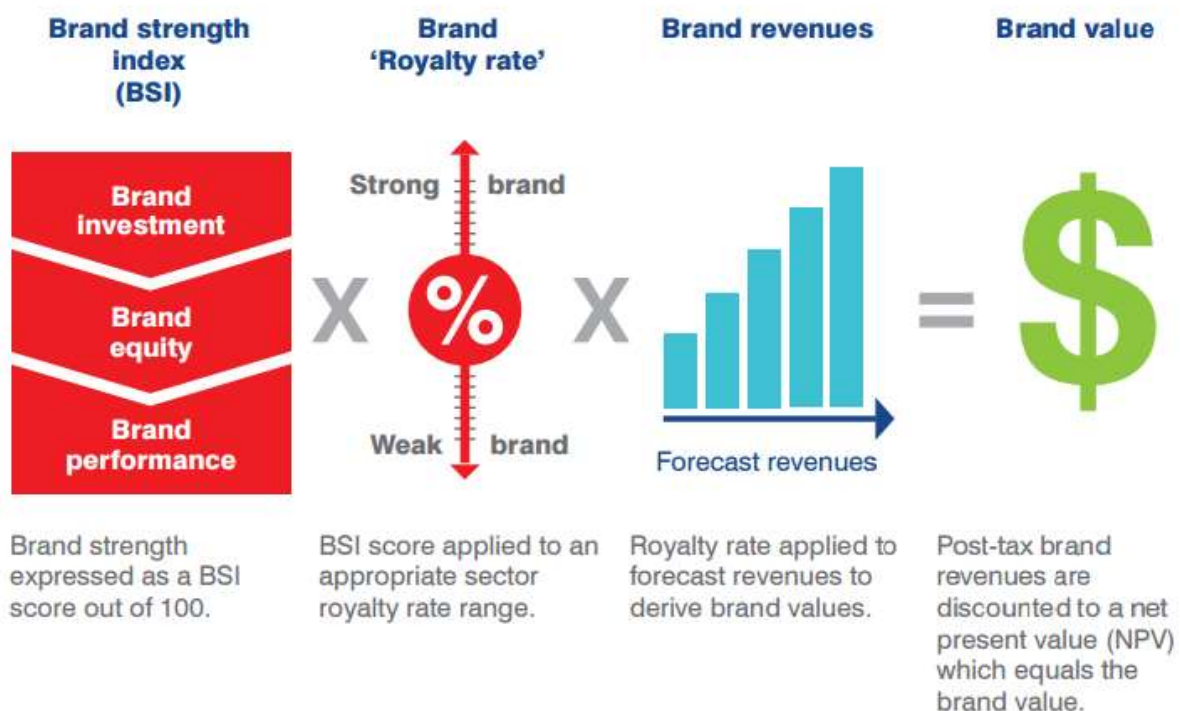 Brand strength
index
(BSI)
Brand
‘Royalty rate’
Brand revenues
Brand value
Brand
investment
Brand
equity
Brand
performance
X
Strong brand
%
Weak brand
X
Forecast revenues
=
$
Brand strength
expressed as a BSI
score out of 100.
BSI score applied to an
appropriate sector
royalty rate range.
Royalty rate applied to
forecast revenues to
derive brand values.
Post-tax brand
revenues are
discounted to a net
present value (NPV)
which equals the
brand value.